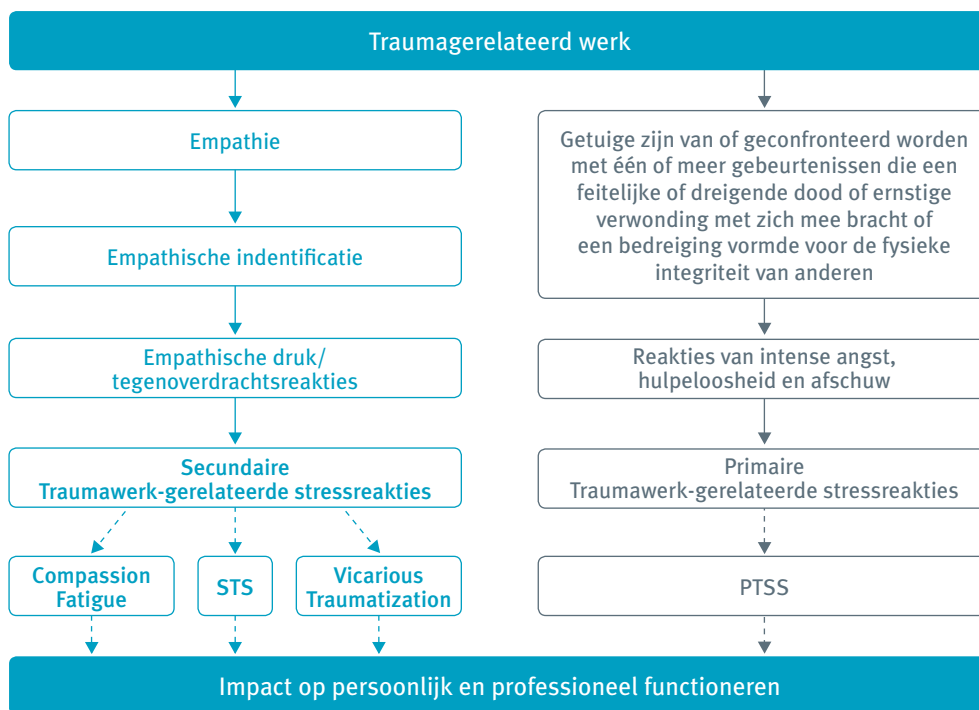 Traumagerelateerd werk
Empathie
Empathische indentificatie
Empathische druk/
tegenoverdrachtsreakties
Secundaire
Traumawerk-gerelateerde stressreakties
Compassion
Fatigue
STS
Vicarious
Traumatization
Getuige zijn van of geconfronteerd worden
met één of meer gebeurtenissen die een
feitelijke of dreigende dood of ernstige
verwonding met zich mee bracht of
een bedreiging vormde voor de fysieke
integriteit van anderen
Reakties van intense angst,
hulpeloosheid en afschuw
Primaire
Traumawerk-gerelateerde stressreakties
PTSS
Impact op persoonlijk en professioneel functioneren